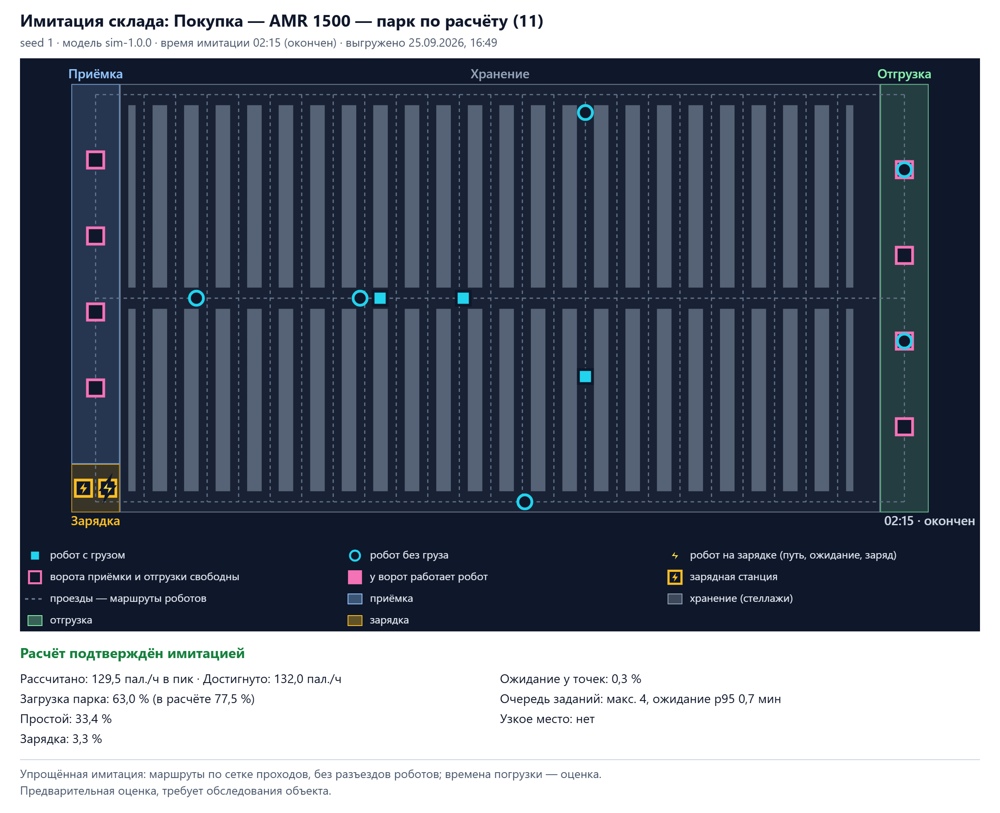 Имитация склада: Покупка — AMR 1500 — парк по расчёту (11)
seed 1 · модель sim-1.0.0 · время имитации 02:15 (окончен) · выгружено 25.09.2026, 16:49
Приёмка
Хранение
Отгрузка
Зарядка
02:15 · окончен
робот с грузом
робот без груза
робот на зарядке (путь, ожидание, заряд)
ворота приёмки и отгрузки свободны
у ворот работает робот
зарядная станция
проезды — маршруты роботов
приёмка
хранение (стеллажи)
отгрузка
зарядка
Расчёт подтверждён имитацией
Рассчитано: 129,5 пал./ч в пик · Достигнуто: 132,0 пал./ч
Загрузка парка: 63,0 % (в расчёте 77,5 %)
Простой: 33,4 %
Зарядка: 3,3 %
Ожидание у точек: 0,3 %
Очередь заданий: макс. 4, ожидание p95 0,7 мин
Узкое место: нет
Упрощённая имитация: маршруты по сетке проходов, без разъездов роботов; времена погрузки — оценка.
Предварительная оценка, требует обследования объекта.